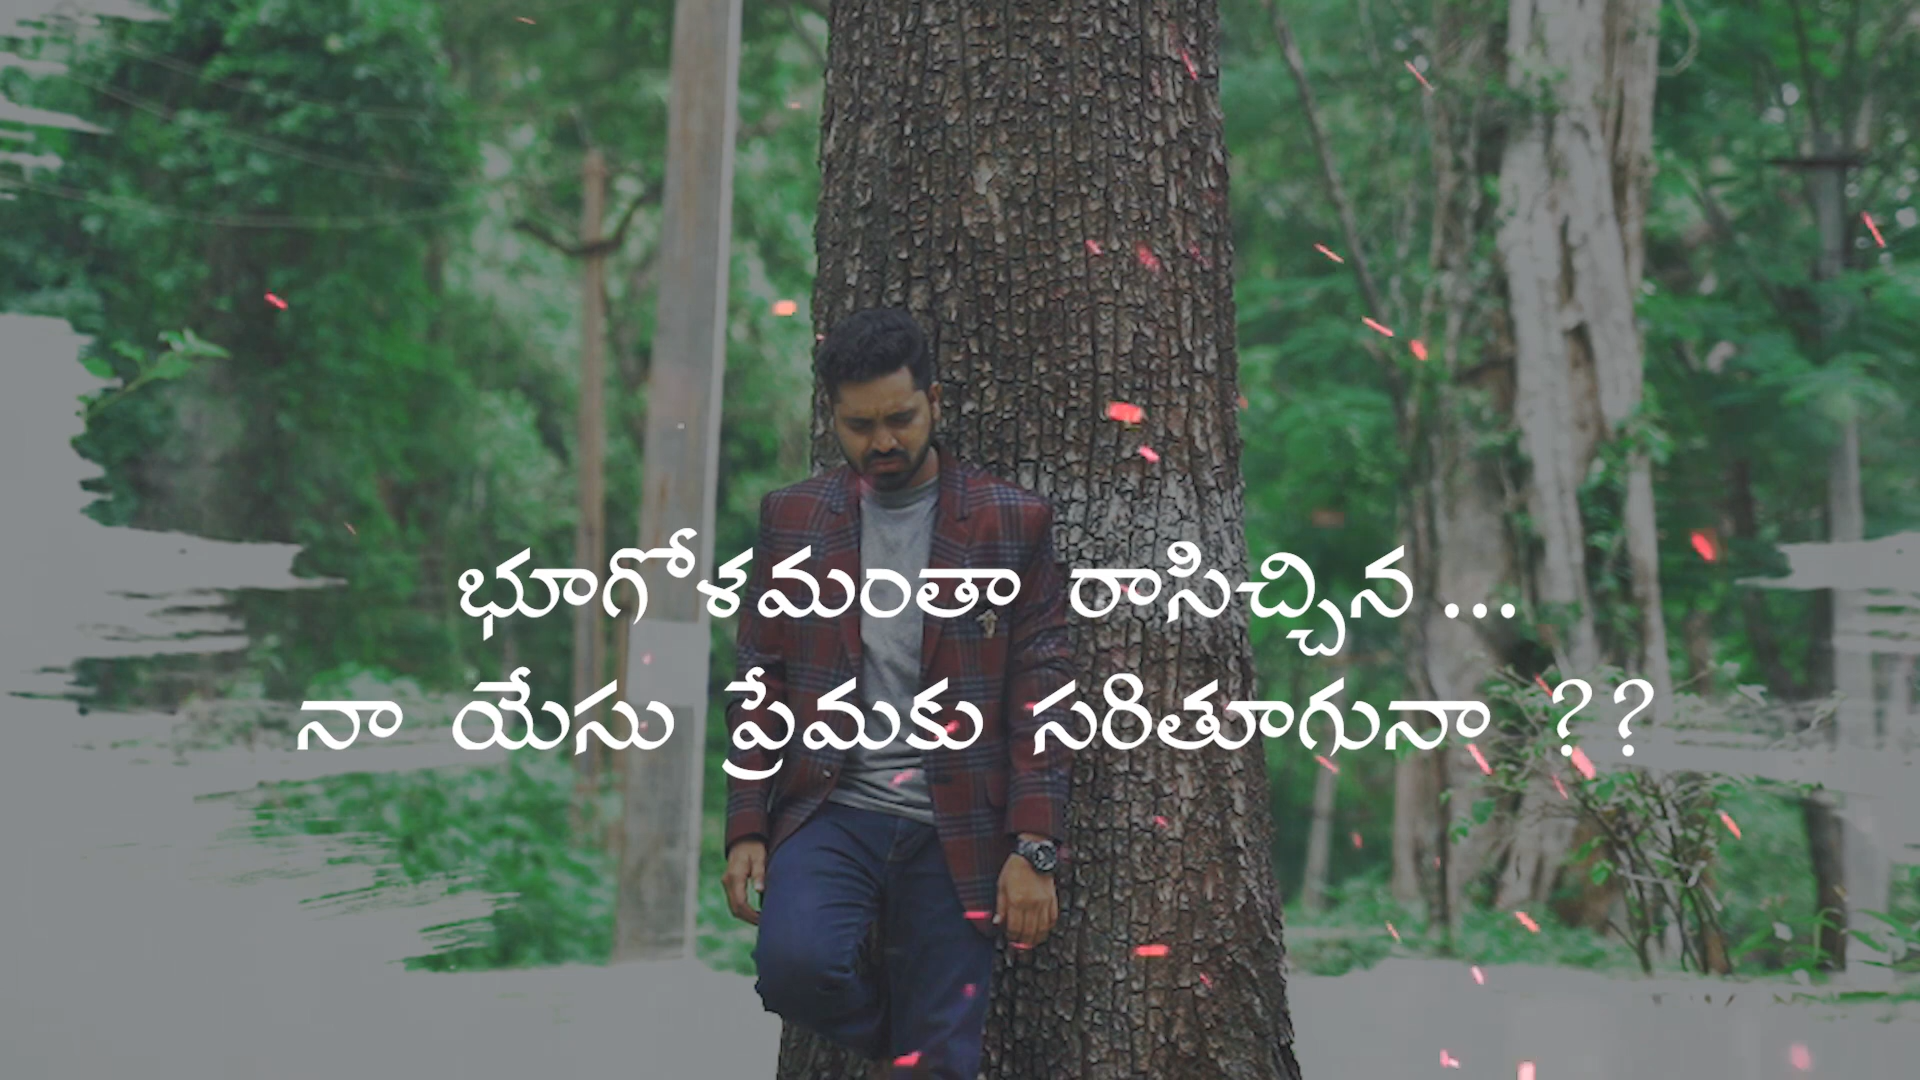 భూగోళమంతా రాసిచ్చిన ...
నా యేసు ప్రేమకు సరితూగునా ??